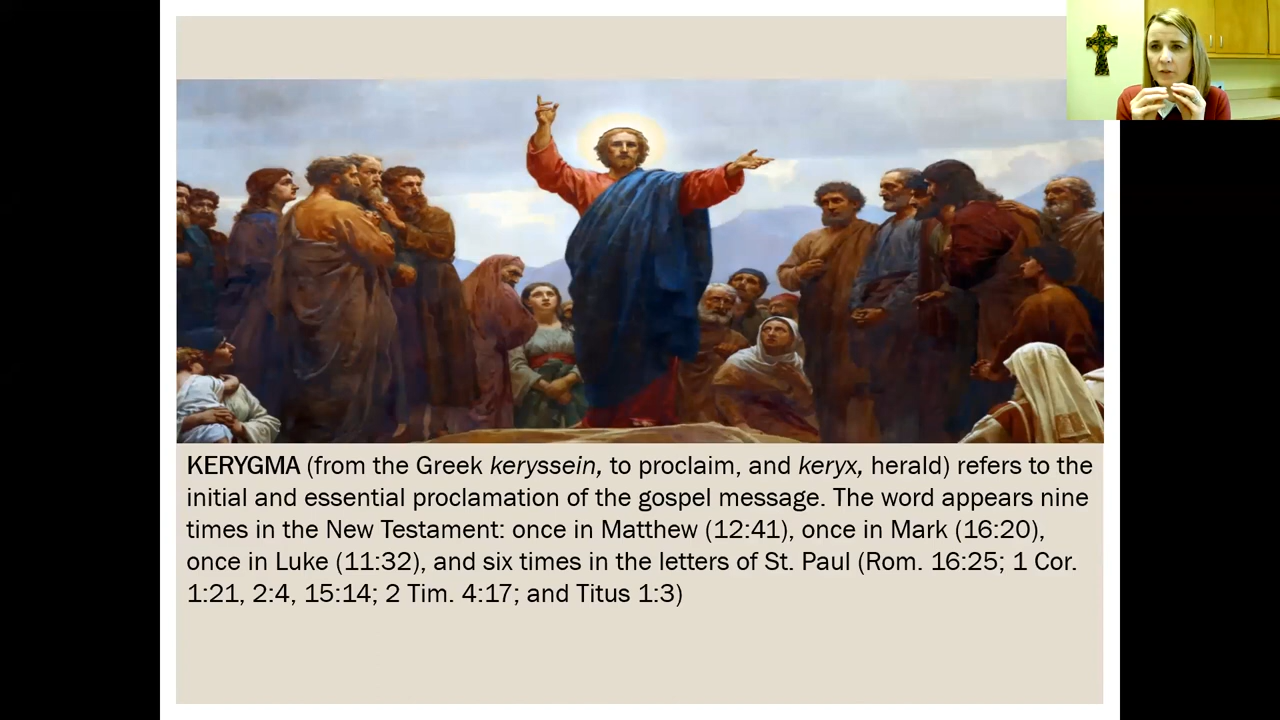 KERYGMA (from the Greek keryssein, to proclaim, and keryx, herald) refers to the
initial and essential proclamation of the gospel message. The word appears nine
times in the New Testament: once in Matthew (12:41), once in Mark (16:20),
once in Luke (11:32), and six times in the letters of St. Paul (Rom. 16:25; 1 Cor.
1:21, 2:4, 15:14; 2 Tim. 4:17; and Titus 1:3)